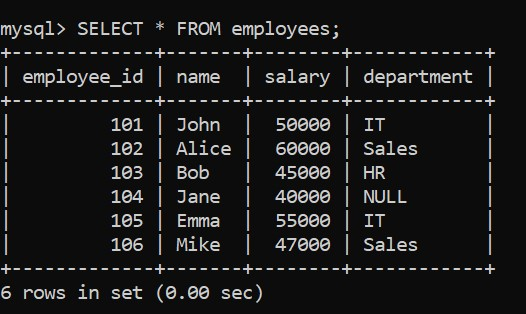 mysql> SELECT * FROM employees;
+-------------+-------+--------+------------+
| employee_id | name  | salary | department |
+-------------+-------+--------+------------+
|         101 | John  |  50000 | IT         |
|         102 | Alice |  60000 | Sales      |
|         103 | Bob   |  45000 | HR         |
|         104 | Jane  |  40000 | NULL       |
|         105 | Emma  |  55000 | IT         |
|         106 | Mike  |  47000 | Sales      |
+-------------+-------+--------+------------+
6 rows in set (0.00 sec)